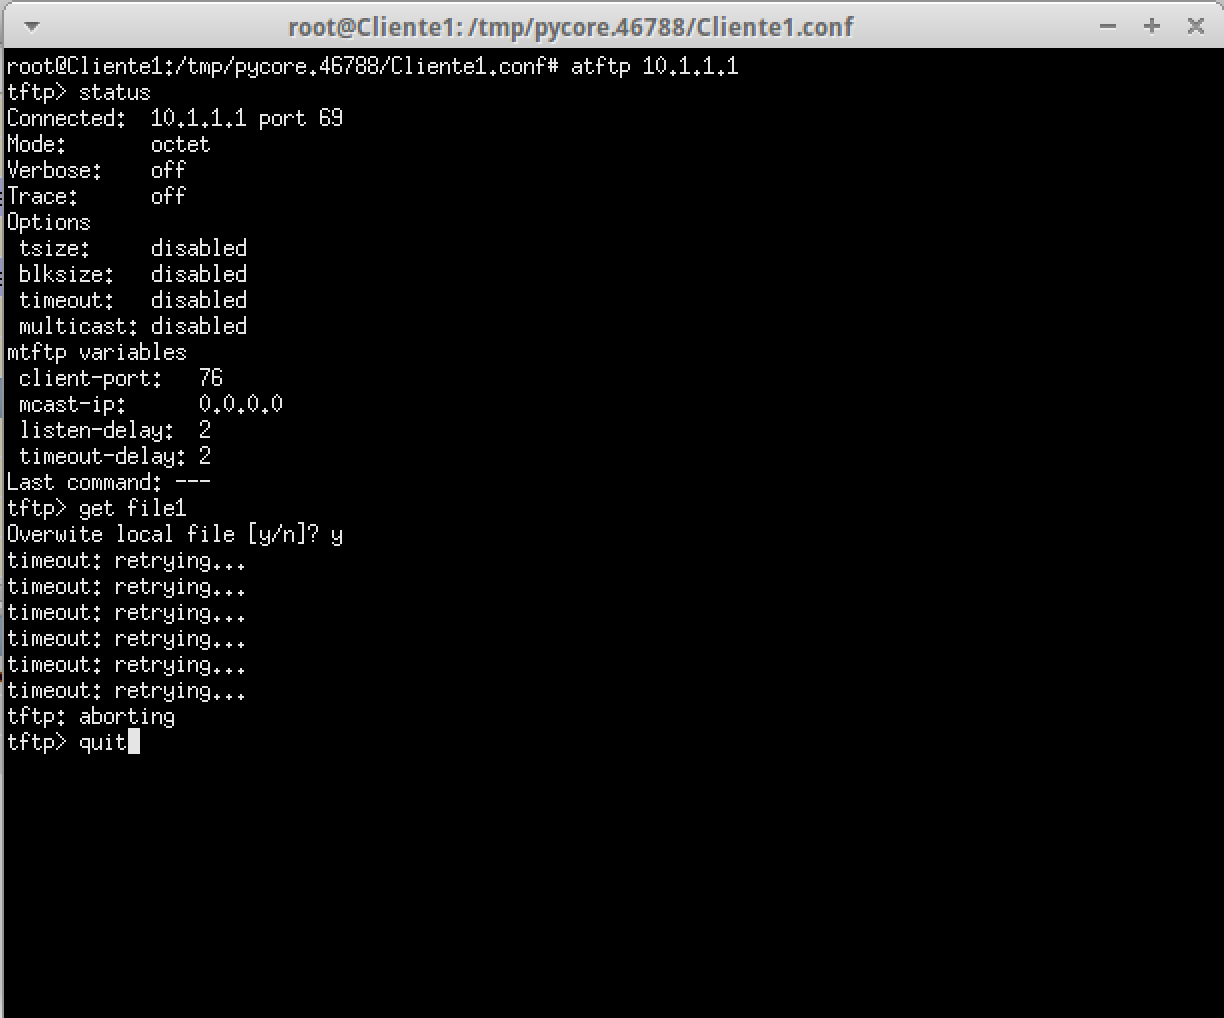 root@Cliente1: /tmp/pycore.46788/Cliente1.conf
root@Cliente1:/tmp/pycore.46788/Cliente1.conf# atftp 10.1.1.1
tftp> status
Connected:  10.1.1.1 port 69
Mode:       octet
Verbose:    off
Trace:      off
Options
 tsize:     disabled
 blksize:   disabled
 timeout:   disabled
 multicast: disabled
mtftp variables
 client-port:   76
 mcast-ip:      0.0.0.0
 listen-delay:  2
 timeout-delay: 2
Last command: ---
tftp> get file1
Overwite local file [y/n]? y
timeout: retrying...
timeout: retrying...
timeout: retrying...
timeout: retrying...
timeout: retrying...
timeout: retrying...
tftp: aborting
tftp> quit